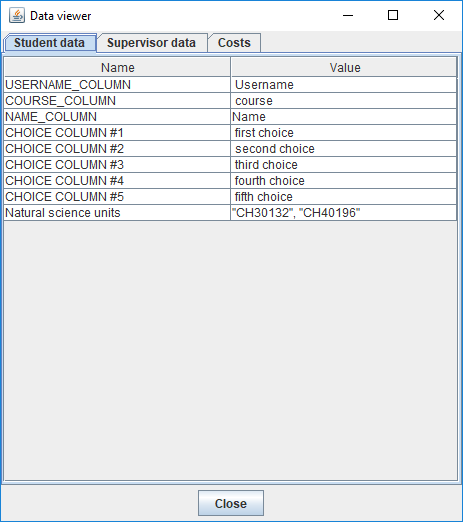 Data viewer
Student data Supervisor data Costs
Name Value
USERNAME_COLUMN Username
COURSE_COLUMN course
NAME_COLUMN Name
CHOICE COLUMN #1 first choice
CHOICE COLUMN #2 second choice
CHOICE COLUMN #3 third choice
CHOICE COLUMN #4 fourth choice
CHOICE COLUMN #5 fifth choice
Natural science units "CH30132", "CH40196"
Close